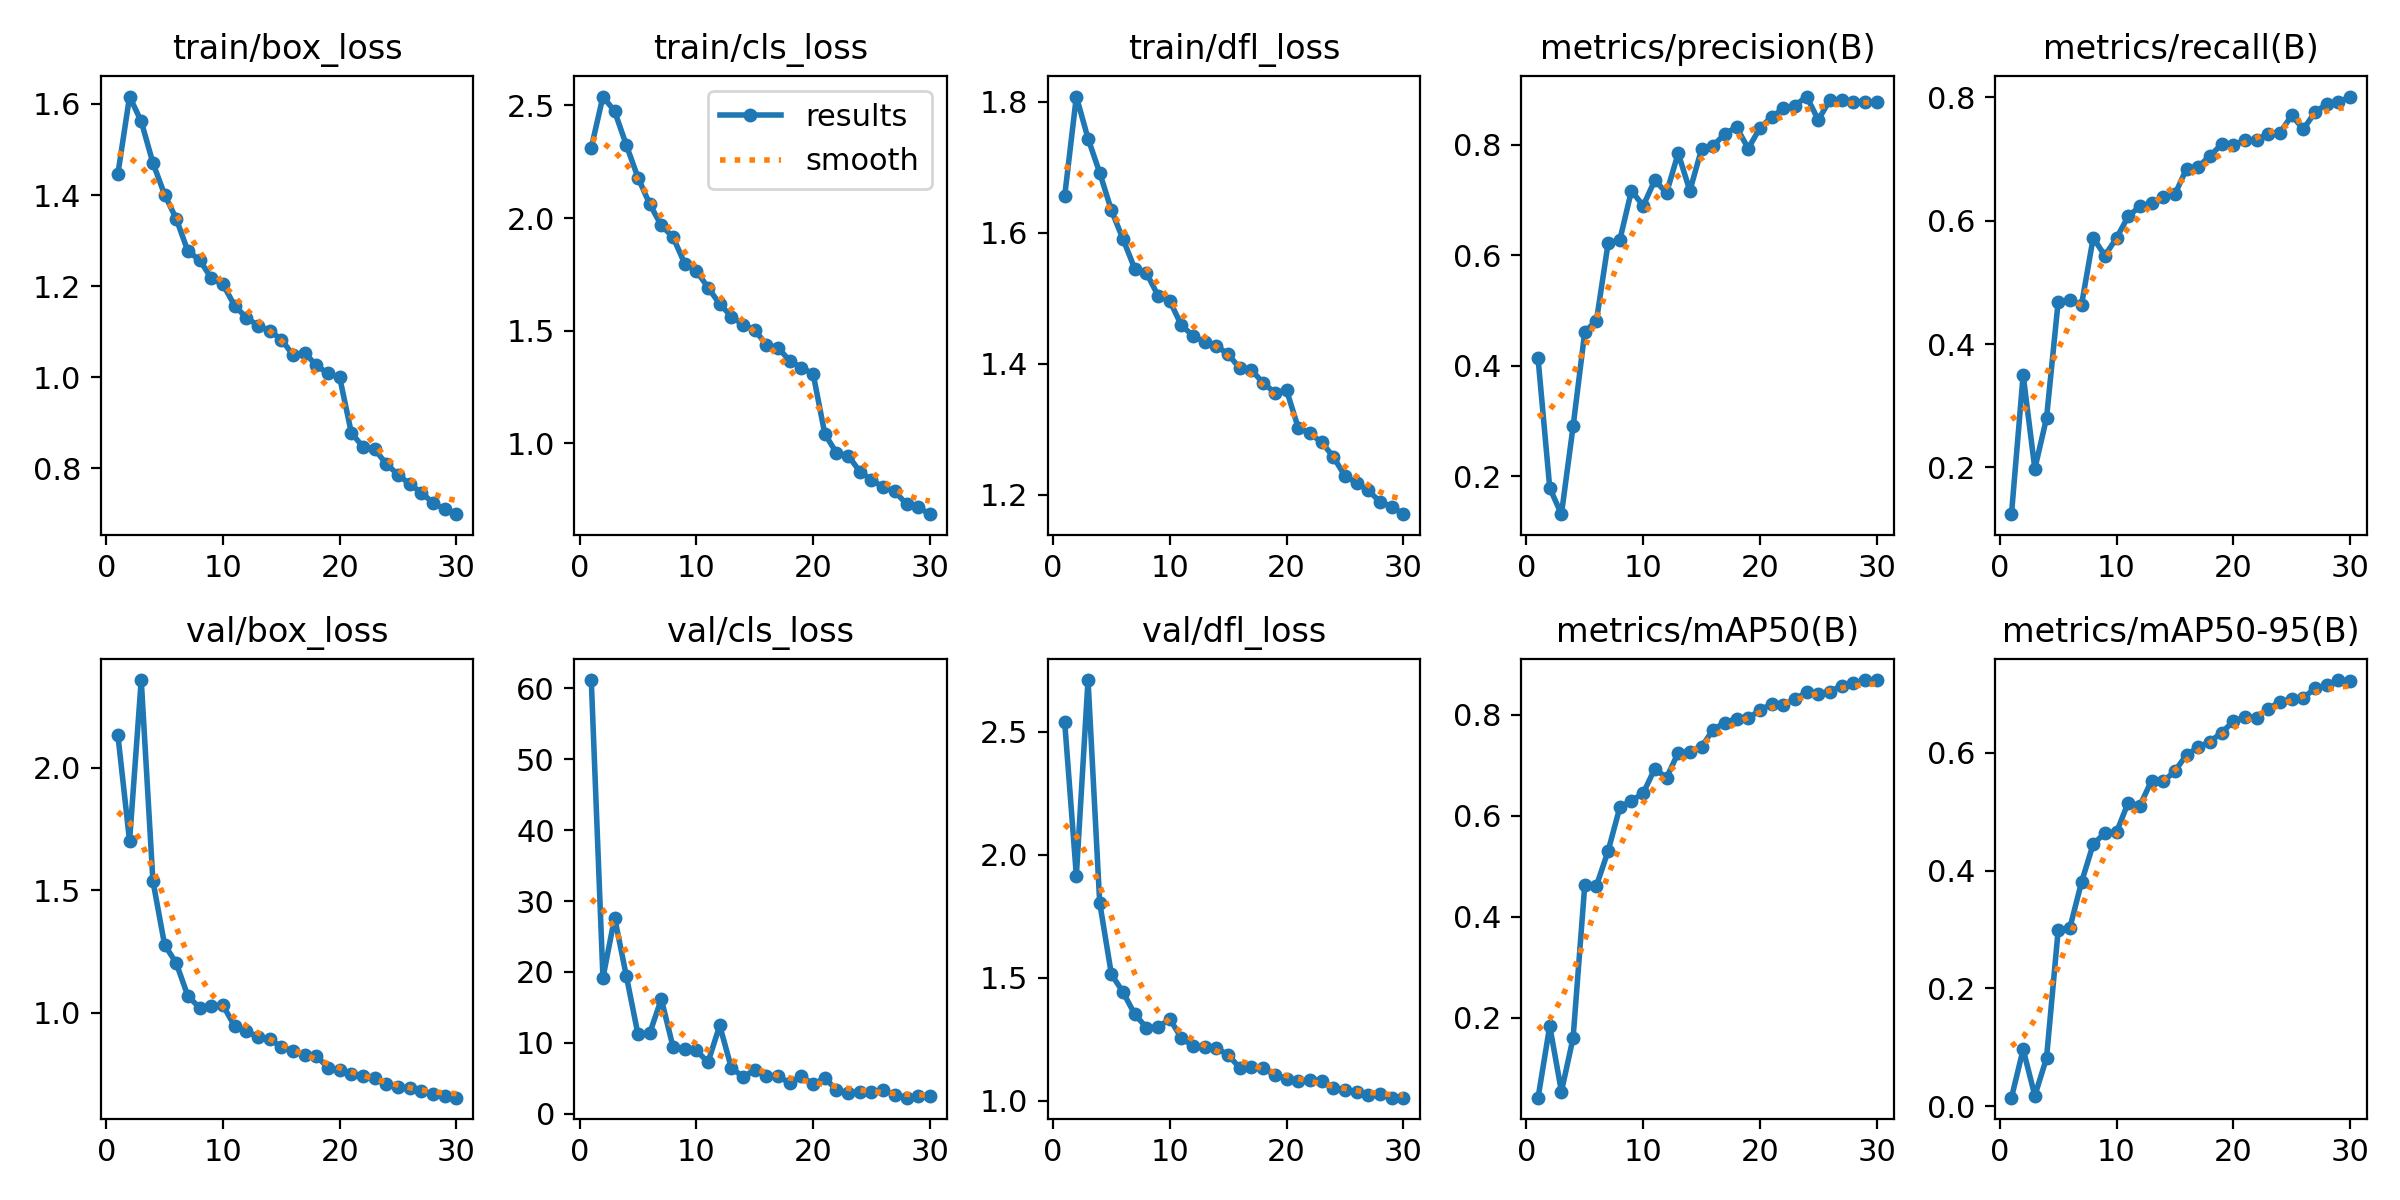 train/box_loss
train/cls_loss
train/dfl_loss
metrics/precision(B)
metrics/recall(B)
1.6
1.4
1.2
1.0
0.8
0 10 20 30
2.5
2.0
1.5
1.0
results
smooth
0 10 20 30
1.8
1.6
1.4
1.2
0 10 20 30
0.8
0.6
0.4
0.2
0 10 20 30
0.8
0.6
0.4
0.2
0 10 20 30
val/box_loss
val/cls_loss
val/dfl_loss
metrics/mAP50(B)
metrics/mAP50-95(B)
2.0
1.5
1.0
0 10 20 30
60
50
40
30
20
10
0
0 10 20 30
2.5
2.0
1.5
1.0
0 10 20 30
0.8
0.6
0.4
0.2
0 10 20 30
0.6
0.4
0.2
0.0
0 10 20 30